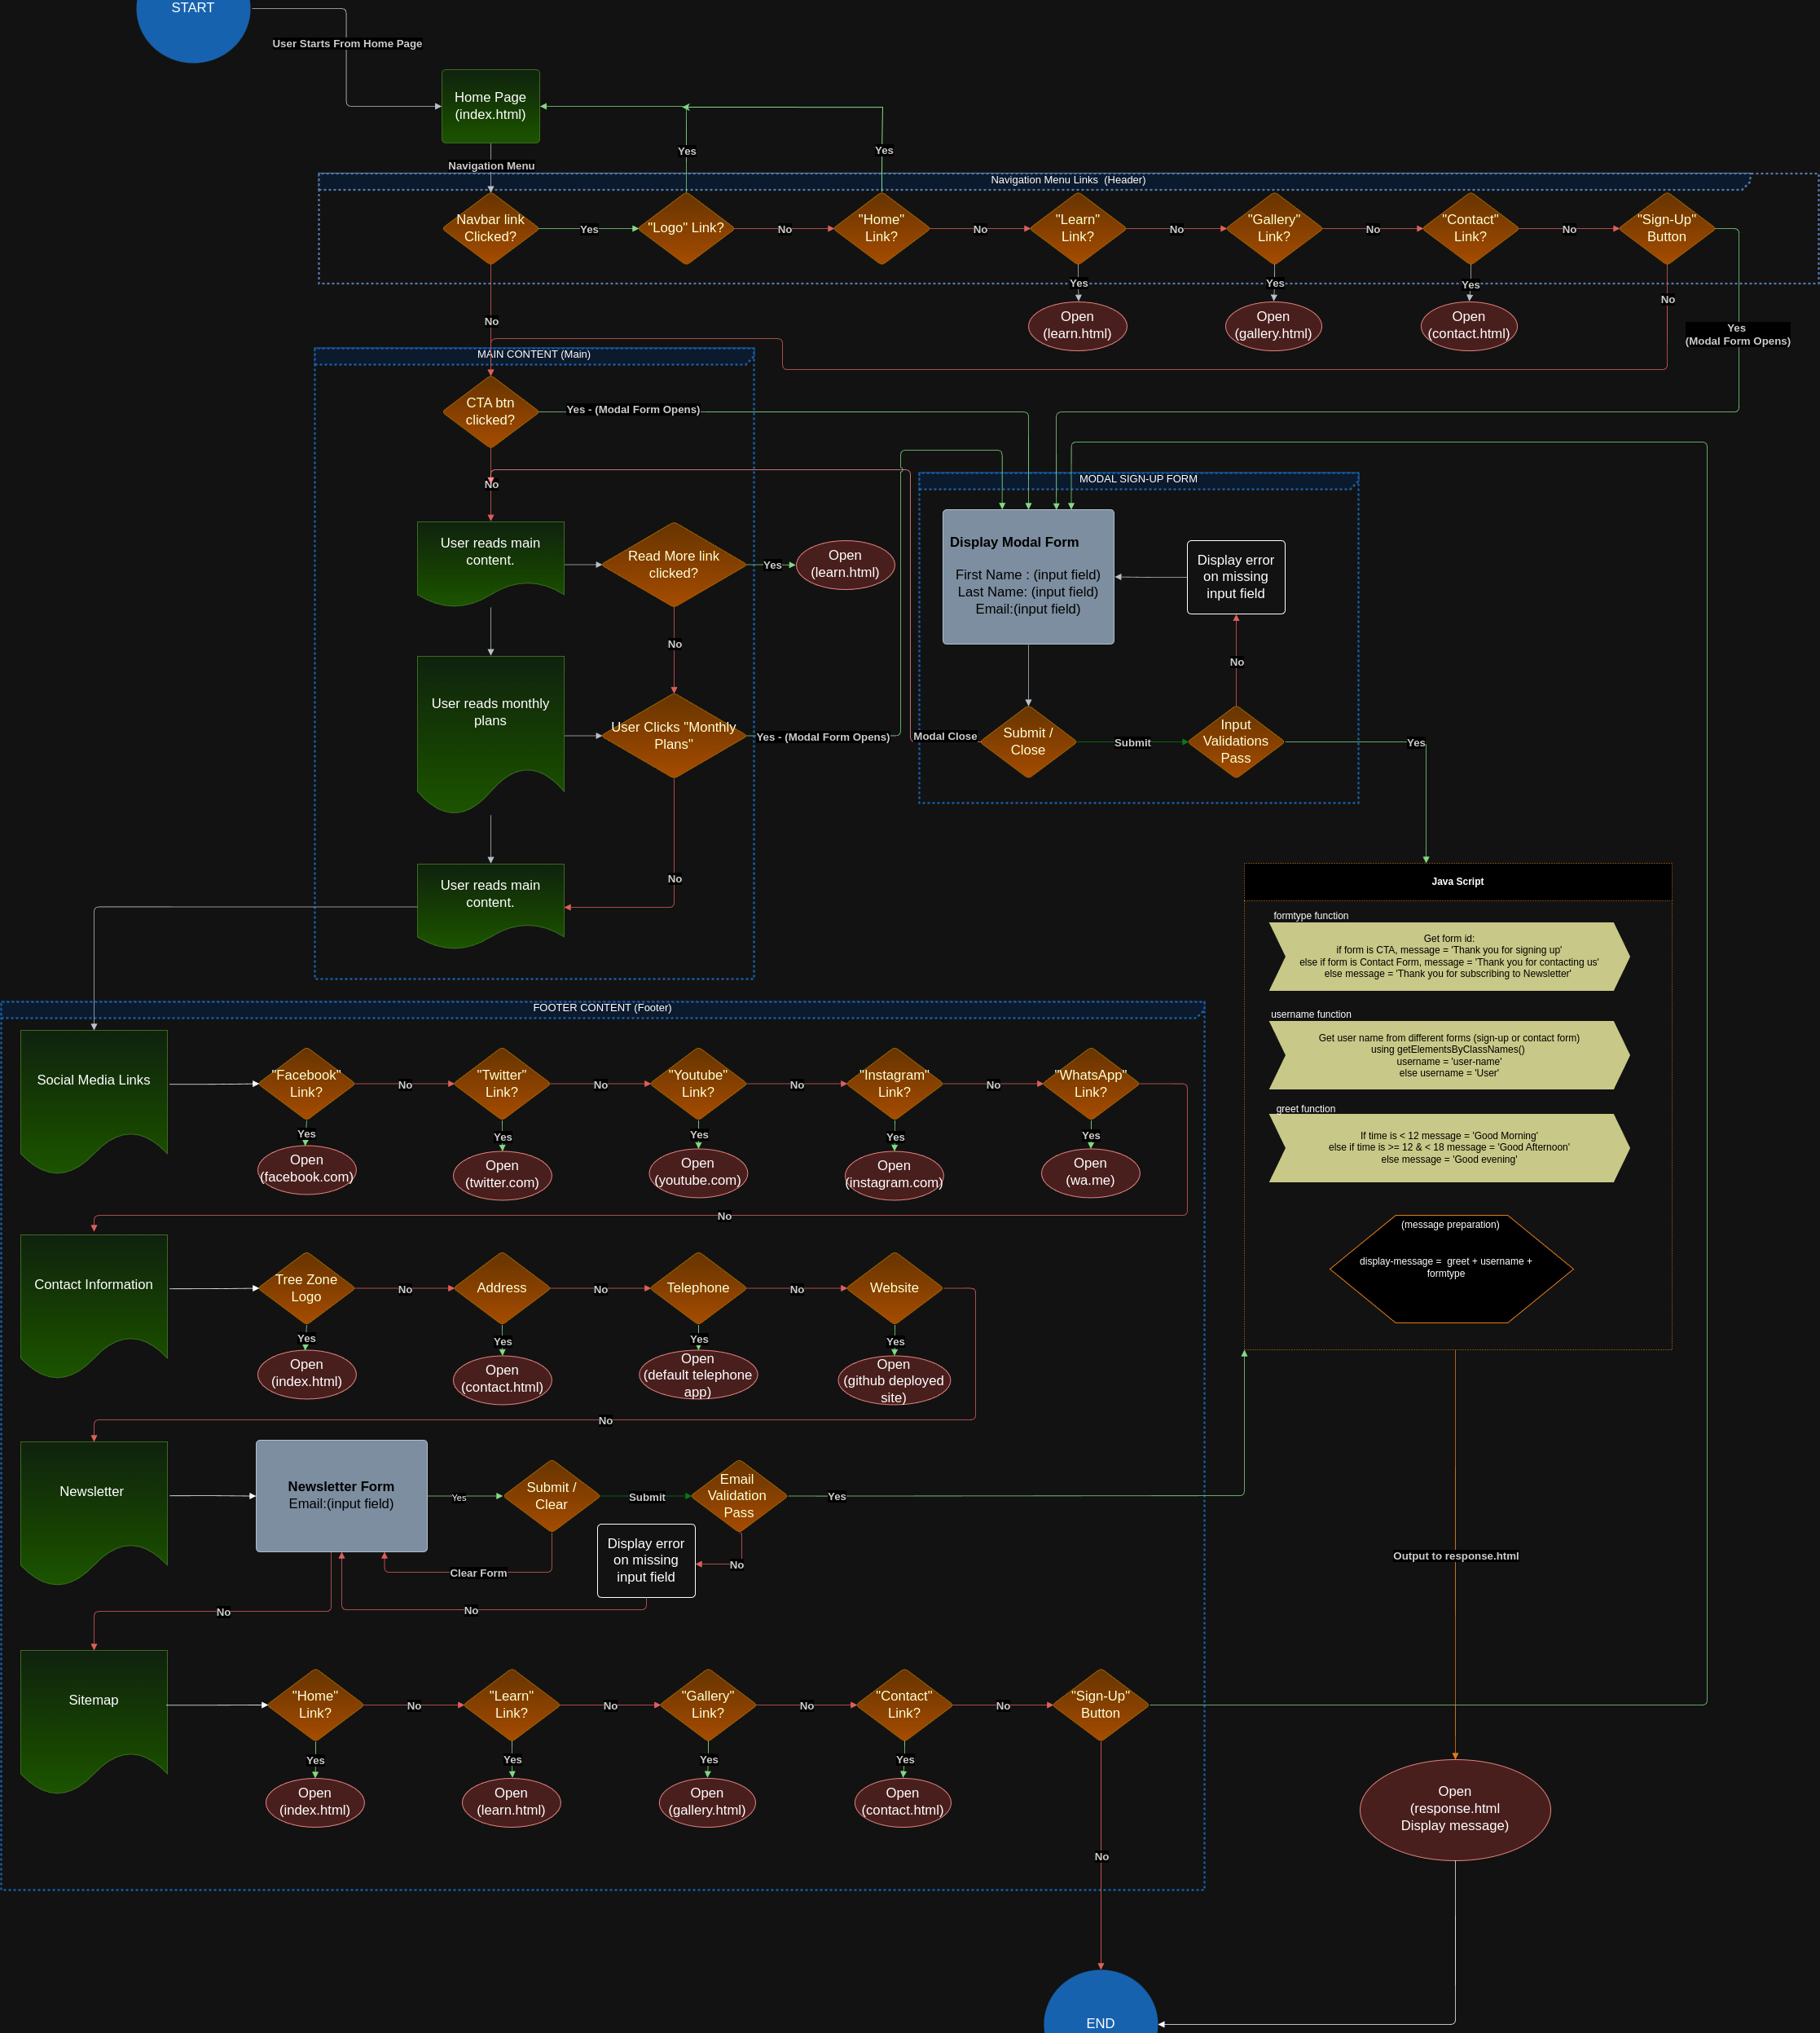 START
User Starts From Home Page
Home Page
(index.html)
Navigation Menu
Yes
Yes
Navigation Menu Links  (Header)
Navbar link
Clicked?
Yes
"Logo" Link?
No
"Home"
Link?
No
"Learn"
Link?
No
"Gallery"
Link?
No
"Contact"
Link?
No
"Sign-Up"
Button
Yes
Yes
Yes
No
Open
(learn.html)
Open
(gallery.html)
Open
(contact.html)
No
Yes
(Modal Form Opens)
MAIN CONTENT (Main)
CTA btn
clicked?
Yes - (Modal Form Opens)
No
User reads main
content.
Read More link
clicked?
Yes
Open
(learn.html)
No
User reads monthly
plans
User Clicks "Monthly
Plans"
Yes - (Modal Form Opens)
No
User reads main
content.
MODAL SIGN-UP FORM
Display Modal Form
First Name : (input field)
Last Name: (input field)
Email:(input field)
Display error
on missing
input field
No
Modal Close
Submit /
Close
Submit
Input
Validations
Pass
Yes
Java Script
formtype function
Get form id:
if form is CTA, message = 'Thank you for signing up'
else if form is Contact Form, message = 'Thank you for contacting us'
else message = 'Thank you for subscribing to Newsletter'
username function
Get user name from different forms (sign-up or contact form)
using getElementsByClassNames()
username = 'user-name'
else username = 'User'
greet function
If time is < 12 message = 'Good Morning'
else if time is >= 12 & < 18 message = 'Good Afternoon'
else message = 'Good evening'
(message preparation)
display-message =  greet + username +
formtype
FOOTER CONTENT (Footer)
Social Media Links
"Facebook"
Link?
No
"Twitter"
Link?
No
"Youtube"
Link?
No
"Instagram"
Link?
No
"WhatsApp"
Link?
Yes
Yes
Yes
Yes
Yes
Open
(facebook.com)
Open
(twitter.com)
Open
(youtube.com)
Open
(instagram.com)
Open
(wa.me)
No
Contact Information
Tree Zone
Logo
No
Address
No
Telephone
No
Website
Yes
Yes
Yes
Yes
Open
(index.html)
Open
(contact.html)
Open
(default telephone
app)
Open
(github deployed
site)
No
Newsletter
Newsletter Form
Email:(input field)
Yes
Submit /
Clear
Submit
Email
Validation
Pass
Yes
Display error
on missing
input field
No
Clear Form
No
No
Output to response.html
Sitemap
"Home"
Link?
No
"Learn"
Link?
No
"Gallery"
Link?
No
"Contact"
Link?
No
"Sign-Up"
Button
Yes
Yes
Yes
Yes
Open
(index.html)
Open
(learn.html)
Open
(gallery.html)
Open
(contact.html)
Open
(response.html
Display message)
No
END